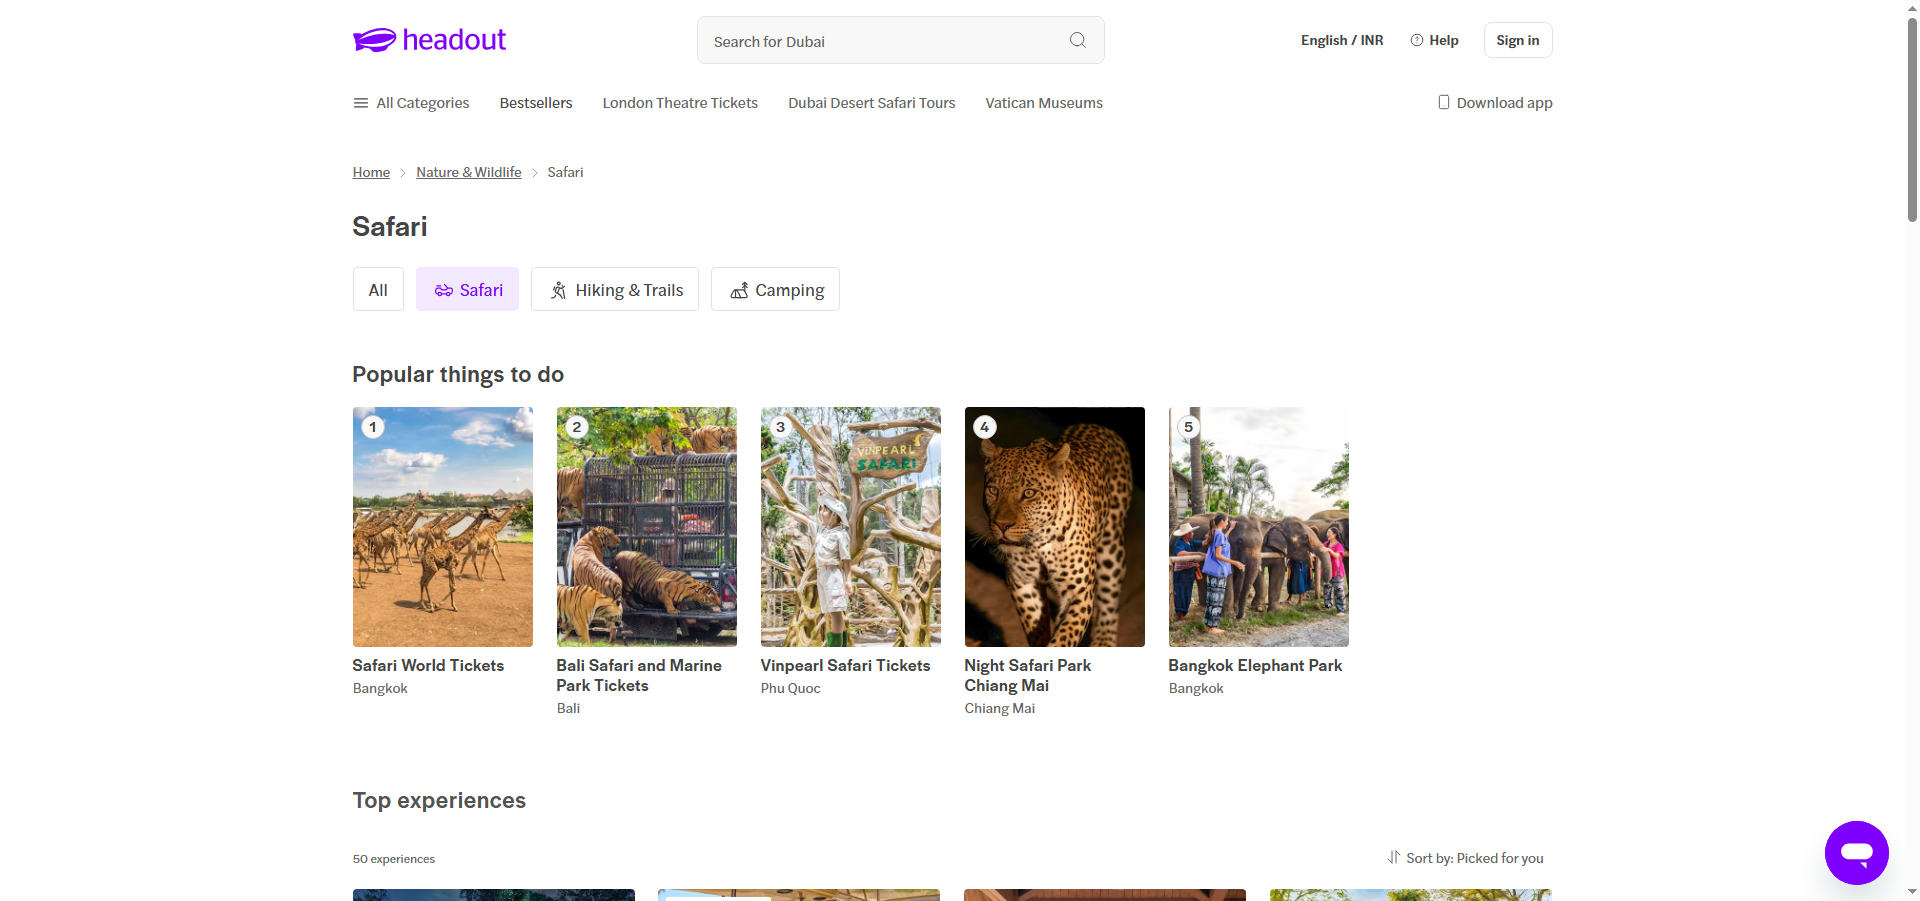 headout
Search for Dubai
English / INR
Help
Sign in
All Categories
Bestsellers
London Theatre Tickets
Dubai Desert Safari Tours
Vatican Museums
Download app
Home
Nature & Wildlife
Safari
Safari
All
Safari
Hiking & Trails
Camping
Popular things to do
1
2
3
4
5
VINPEARL
SAFARI
Safari World Tickets
Bangkok
Bali Safari and Marine
Park Tickets
Bali
Vinpearl Safari Tickets
Phu Quoc
Night Safari Park
Chiang Mai
Chiang Mai
Bangkok Elephant Park
Bangkok
Top experiences
50 experiences
Sort by: Picked for you